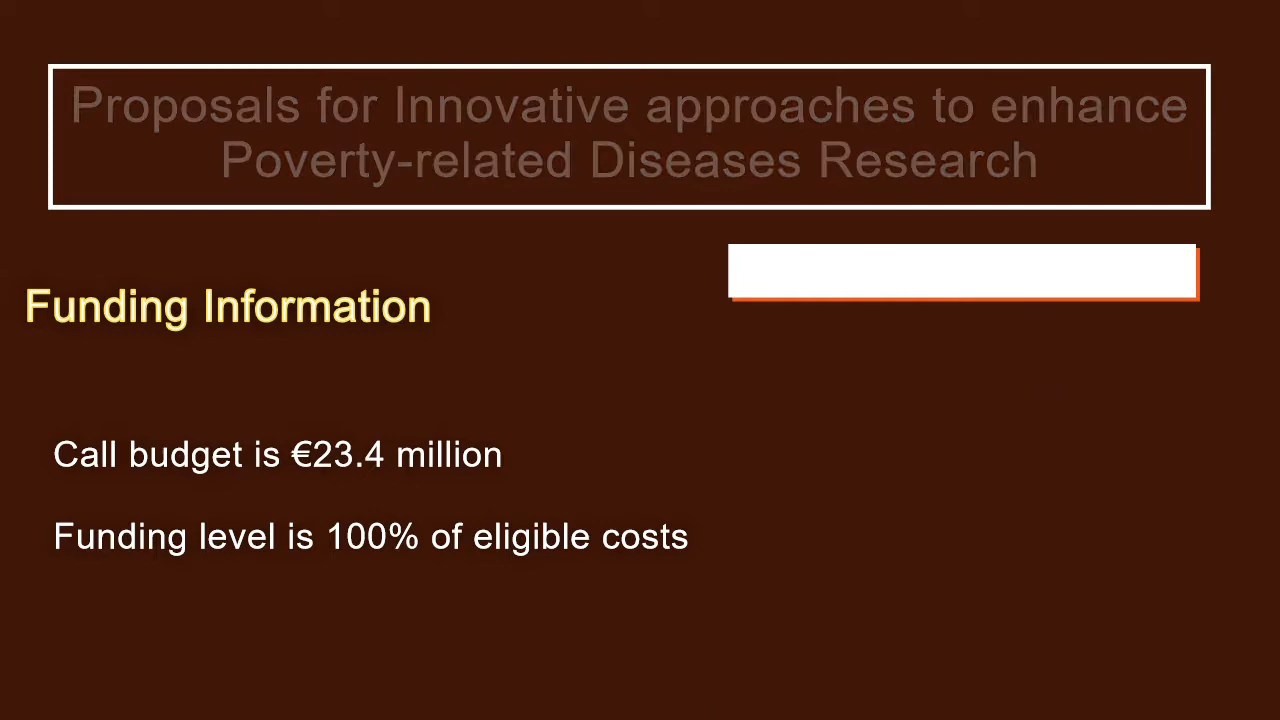 Proposals for Innovative approaches to enhance
Poverty-related Diseases Research
Funding Information
Call budget is €23.4 million
Funding level is 100% of eligible costs